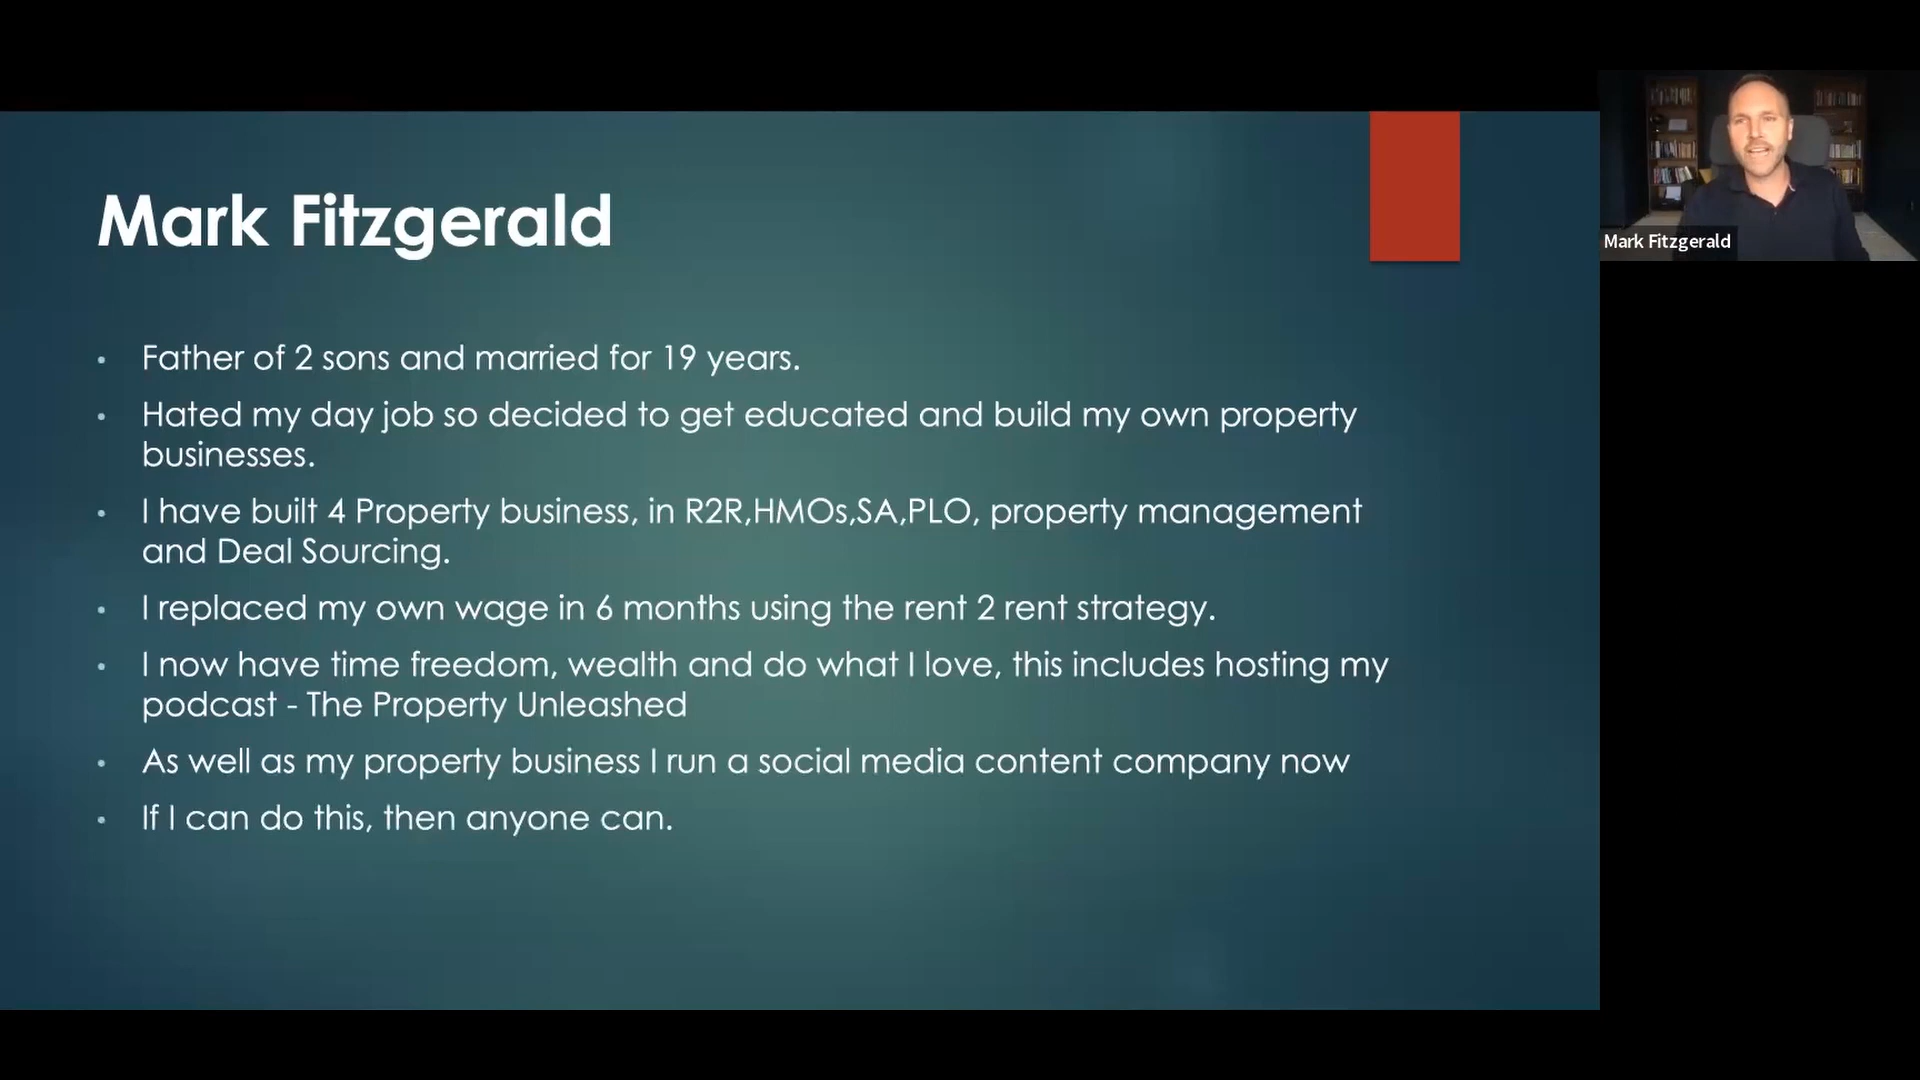 Mark Fitzgerald
Father of 2 sons and married for 19 years.
Hated my day job so decided to get educated and build my own property
businesses.
I have built 4 Property business, in R2R,HMOs,SA,PLO, property management
and Deal Sourcing.
I replaced my own wage in 6 months using the rent 2 rent strategy.
I now have time freedom, wealth and do what I love, this includes hosting my
podcast - The Property Unleashed
As well as my property business I run a social media content company now
If I can do this, then anyone can.
Mark Fitzgerald